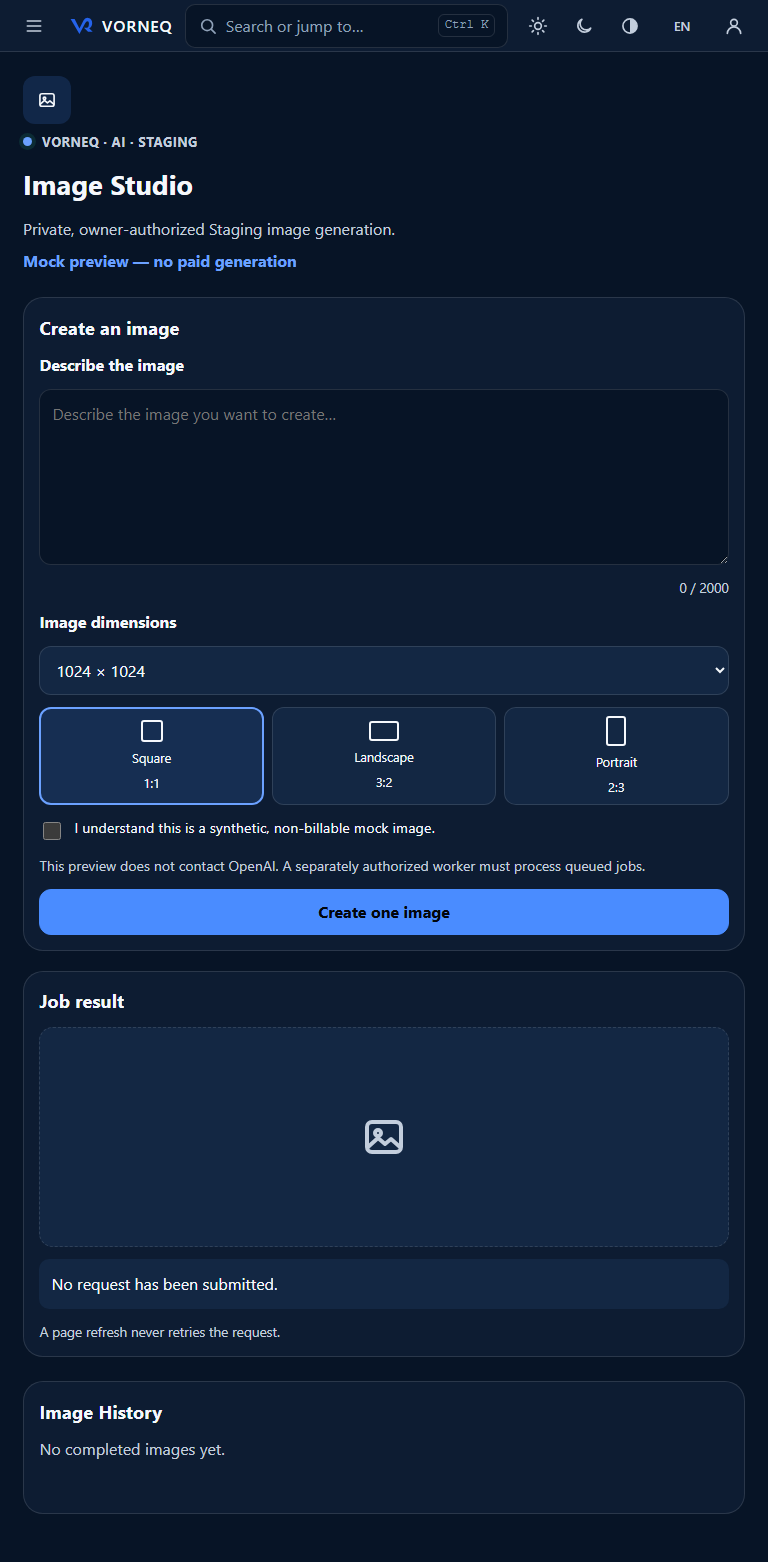 VORNEQ
Search or jump to...
Ctrl K
EN
VORNEQ · AI · STAGING
Image Studio
Private, owner-authorized Staging image generation.
Mock preview — no paid generation
Create an image
Describe the image
Describe the image you want to create...
0 / 2000
Image dimensions
1024 × 1024
Square
1:1
Landscape
3:2
Portrait
2:3
I understand this is a synthetic, non-billable mock image.
This preview does not contact OpenAI. A separately authorized worker must process queued jobs.
Create one image
Job result
No request has been submitted.
A page refresh never retries the request.
Image History
No completed images yet.